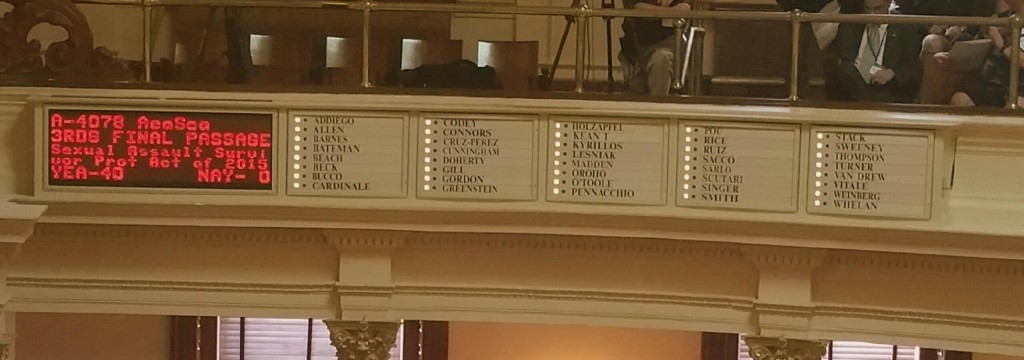 A-4078 AcaSca
3RDG FINAL PASSAGE
Sexual Assault Survi
vor Prot Act of 2015
YEA-40 NAY- 0
ADDIEGO
ALLEN
BARNES
BATEMAN
BEACH
BECK
BUCCO
CARDINALE
CODEY
CONNORS
CRUZ-PEREZ
CUNNINGHAM
DOHERTY
GILL
GORDON
GREENSTEIN
HOLZAPFEL
KEAN T
KYRILLOS
LESNIAK
MADDEN
OROHO
O'TOOLE
PENNACCHIO
POU
RICE
RUIZ
SACCO
SARLO
SCUTARI
SINGER
SMITH
STACK
SWEENEY
THOMPSON
TURNER
VAN DREW
VITALE
WEINBERG
WHELAN